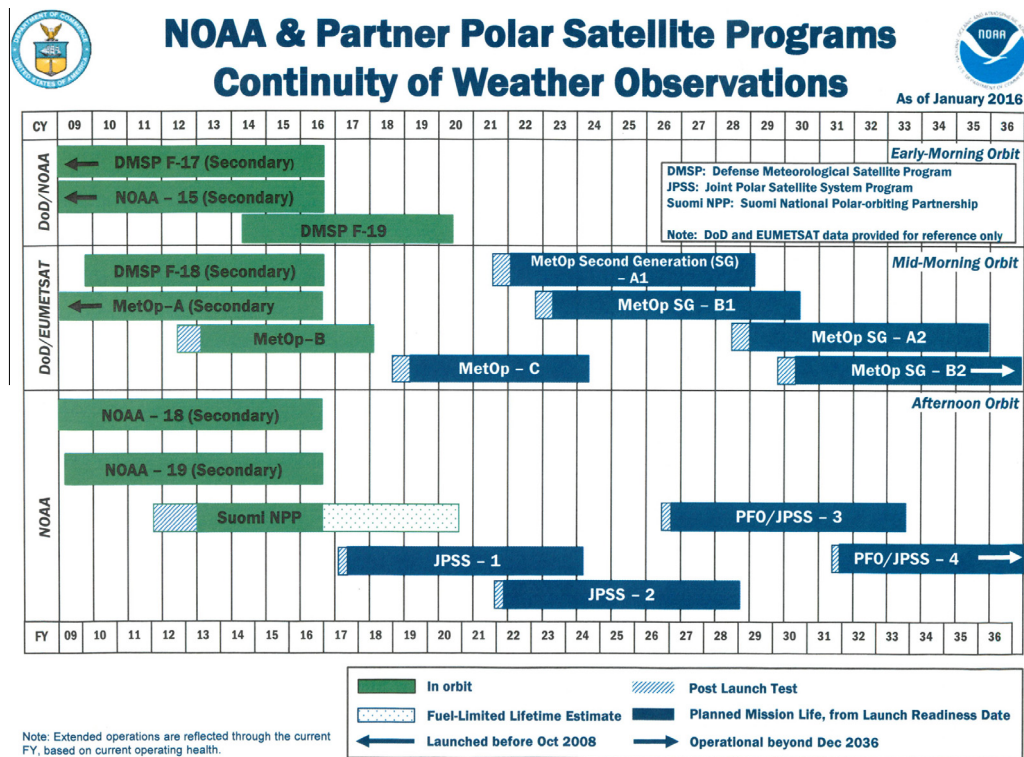 NOAA & Partner Polar Satellite Programs
Continuity of Weather Observations
DEPARTMENT OF COMMERCE
UNITED STATES OF AMERICA
NOAA
As of January 2016
CY 09 10 11 12 13 14 15 16 17 18 19 20 21 22 23 24 25 26 27 28 29 30 31 32 33 34 35 36
DoD/NOAA
Early-Morning Orbit
DMSP F-17 (Secondary)
NOAA – 15 (Secondary)
DMSP F-19
DMSP: Defense Meteorological Satellite Program
JPSS: Joint Polar Satellite System Program
Suomi NPP: Suomi National Polar-orbiting Partnership
Note: DoD and EUMETSAT data provided for reference only
DoD/EUMETSAT
Mid-Morning Orbit
DMSP F-18 (Secondary)
MetOp Second Generation (SG)
– A1
MetOp-A (Secondary
MetOp SG – B1
MetOp-B
MetOp SG – A2
MetOp – C
MetOp SG – B2
NOAA
Afternoon Orbit
NOAA – 18 (Secondary)
NOAA – 19 (Secondary)
Suomi NPP
PFO/JPSS – 3
JPSS – 1
PFO/JPSS – 4
JPSS – 2
FY 09 10 11 12 13 14 15 16 17 18 19 20 21 22 23 24 25 26 27 28 29 30 31 32 33 34 35 36
In orbit
Post Launch Test
Fuel-Limited Lifetime Estimate
Planned Mission Life, from Launch Readiness Date
Launched before Oct 2008
Operational beyond Dec 2036
Note: Extended operations are reflected through the current
FY, based on current operating health.